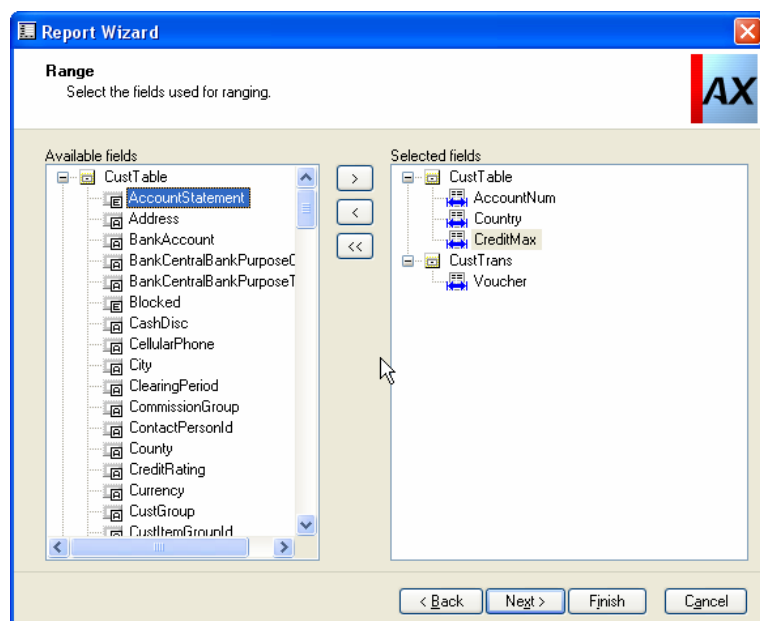 Report Wizard
Range
Select the fields used for ranging.
AX
Available fields
CustTable
AccountStatement
Address
BankAccount
BankCentralBankPurposeC
BankCentralBankPurposeT
Blocked
CashDisc
CellularPhone
City
ClearingPeriod
CommissionGroup
ContactPersonId
County
CreditRating
Currency
CustGroup
CustItemGroupId
>
<
<<
Selected fields
CustTable
AccountNum
Country
CreditMax
CustTrans
Voucher
< Back Next > Finish Cancel